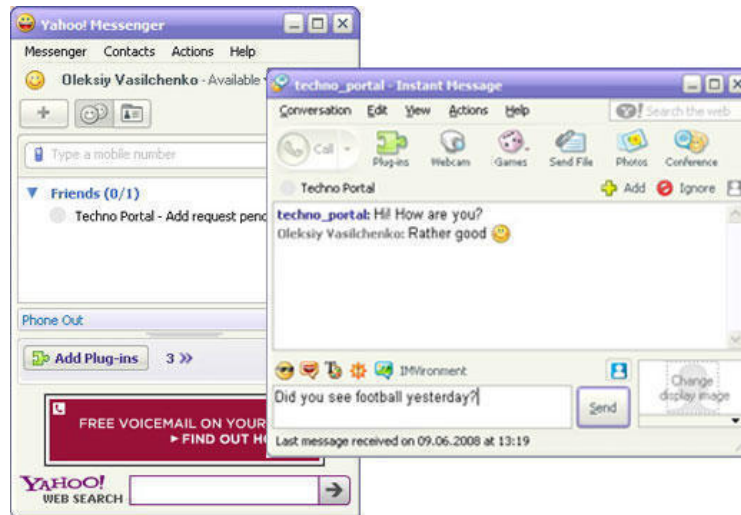 Yahoo! Messenger
Messenger Contacts Actions Help
Oleksiy Vasilchenko - Available
Type a mobile number
Friends (0/1)
Techno Portal - Add request pend
Phone Out
Add Plug-ins 3 »
FREE VOICEMAIL ON YOUR
► FIND OUT HO
YAHOO!
WEB SEARCH
techno_portal - Instant Message
Conversation Edit View Actions Help
Search the web
Call Plug-ins Webcam Games Send File Photos Conference
Techno Portal Add Ignore
techno_portal: Hi! How are you?
Oleksiy Vasilchenko: Rather good
IMVironment
Did you see football yesterday?
Send
Change
display image
Last message received on 09.06.2008 at 13:19